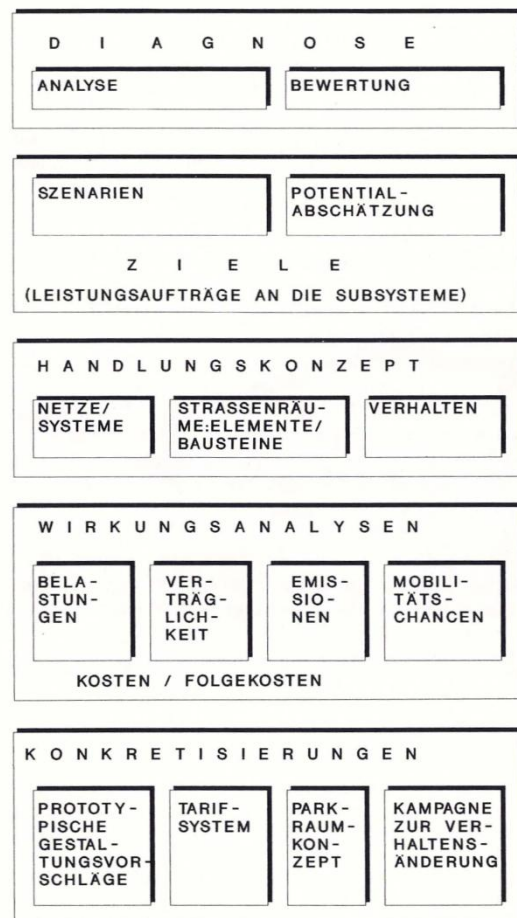 D I A G N O S E
ANALYSE
BEWERTUNG
SZENARIEN
POTENTIAL-
ABSCHÄTZUNG
Z I E L E
(LEISTUNGSAUFTRÄGE AN DIE SUBSYSTEME)
H A N D L U N G S K O N Z E P T
NETZE/
SYSTEME
STRASSENRÄU-
ME:ELEMENTE/
BAUSTEINE
VERHALTEN
W I R K U N G S A N A L Y S E N
BELA-
STUN-
GEN
VER-
TRÄG-
LICH-
KEIT
EMIS-
SIO-
NEN
MOBILI-
TÄTS-
CHANCEN
KOSTEN / FOLGEKOSTEN
K O N K R E T I S I E R U N G E N
PROTOTY-
PISCHE
GESTAL-
TUNGSVOR-
SCHLÄGE
TARIF-
SYSTEM
PARK-
RAUM-
KON-
ZEPT
KAMPAGNE
ZUR VER-
HALTENS-
ÄNDERUNG